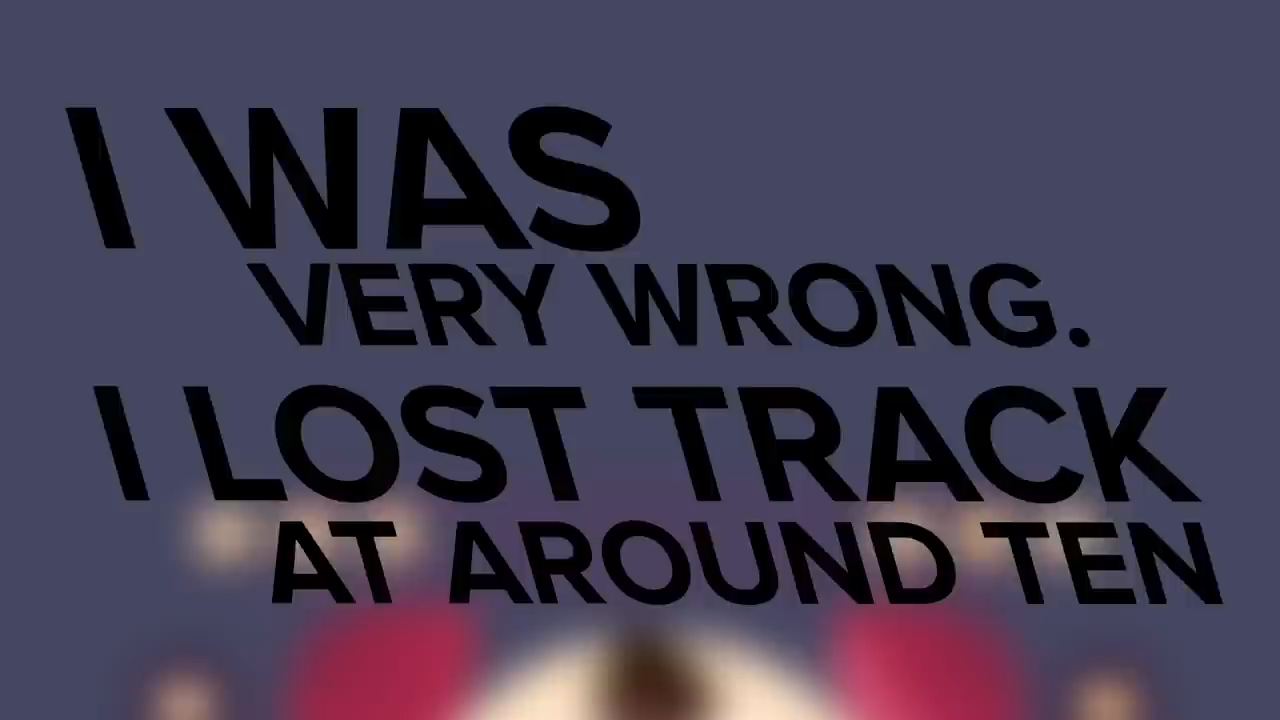 I WAS
VERY WRONG.
I LOST TRACK
AT AROUND TEN